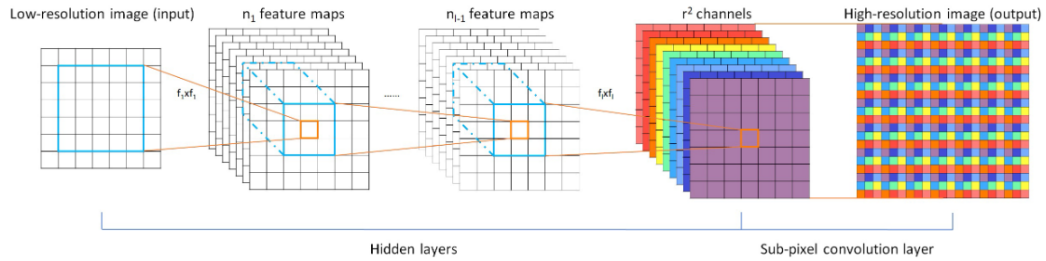 Low-resolution image (input)
n₁ feature maps
nₗ₋₁ feature maps
r² channels
High-resolution image (output)
f₁xf₁
......
fₗxfₗ
Hidden layers
Sub-pixel convolution layer